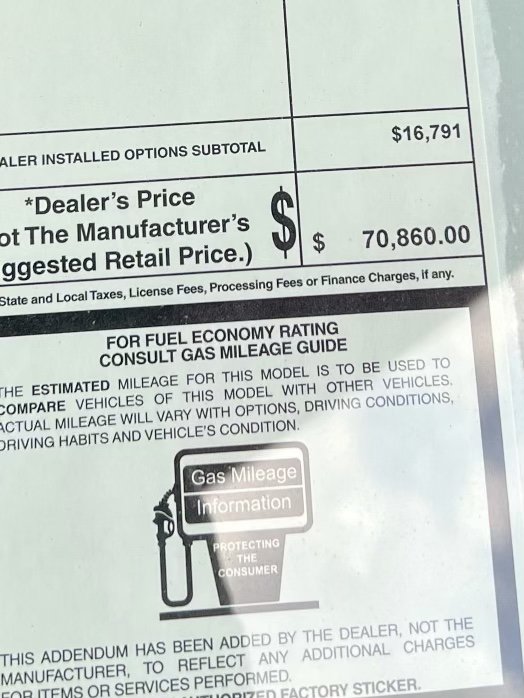 ALER INSTALLED OPTIONS SUBTOTAL $16,791
*Dealer's Price
ot The Manufacturer's
ggested Retail Price.) $ $ 70,860.00
State and Local Taxes, License Fees, Processing Fees or Finance Charges, if any.
FOR FUEL ECONOMY RATING
CONSULT GAS MILEAGE GUIDE
THE ESTIMATED MILEAGE FOR THIS MODEL IS TO BE USED TO
COMPARE VEHICLES OF THIS MODEL WITH OTHER VEHICLES.
ACTUAL MILEAGE WILL VARY WITH OPTIONS, DRIVING CONDITIONS,
DRIVING HABITS AND VEHICLE'S CONDITION.
Gas Mileage
Information
PROTECTING
THE
CONSUMER
THIS ADDENDUM HAS BEEN ADDED BY THE DEALER, NOT THE
MANUFACTURER, TO REFLECT ANY ADDITIONAL CHARGES
FOR ITEMS OR SERVICES PERFORMED.
FACTORY STICKER.